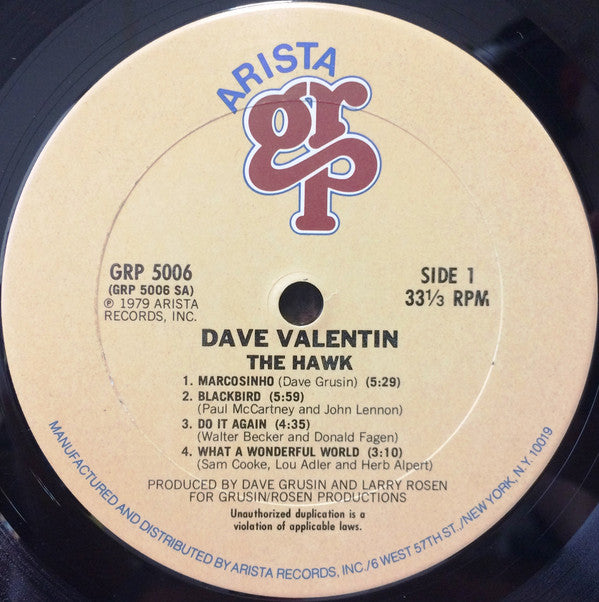 ARISTA
grp
GRP 5006
(GRP 5006 SA)
℗ 1979 ARISTA
RECORDS, INC.
SIDE 1
33⅓ RPM
DAVE VALENTIN
THE HAWK
1. MARCOSINHO (Dave Grusin) (5:29)
2. BLACKBIRD (5:59)
(Paul McCartney and John Lennon)
3. DO IT AGAIN (4:35)
(Walter Becker and Donald Fagen)
4. WHAT A WONDERFUL WORLD (3:10)
(Sam Cooke, Lou Adler and Herb Alpert)
PRODUCED BY DAVE GRUSIN AND LARRY ROSEN
FOR GRUSIN/ROSEN PRODUCTIONS
Unauthorized duplication is a
violation of applicable laws.
MANUFACTURED AND DISTRIBUTED BY ARISTA RECORDS, INC./6 WEST 57TH ST./NEW YORK, N.Y. 10019